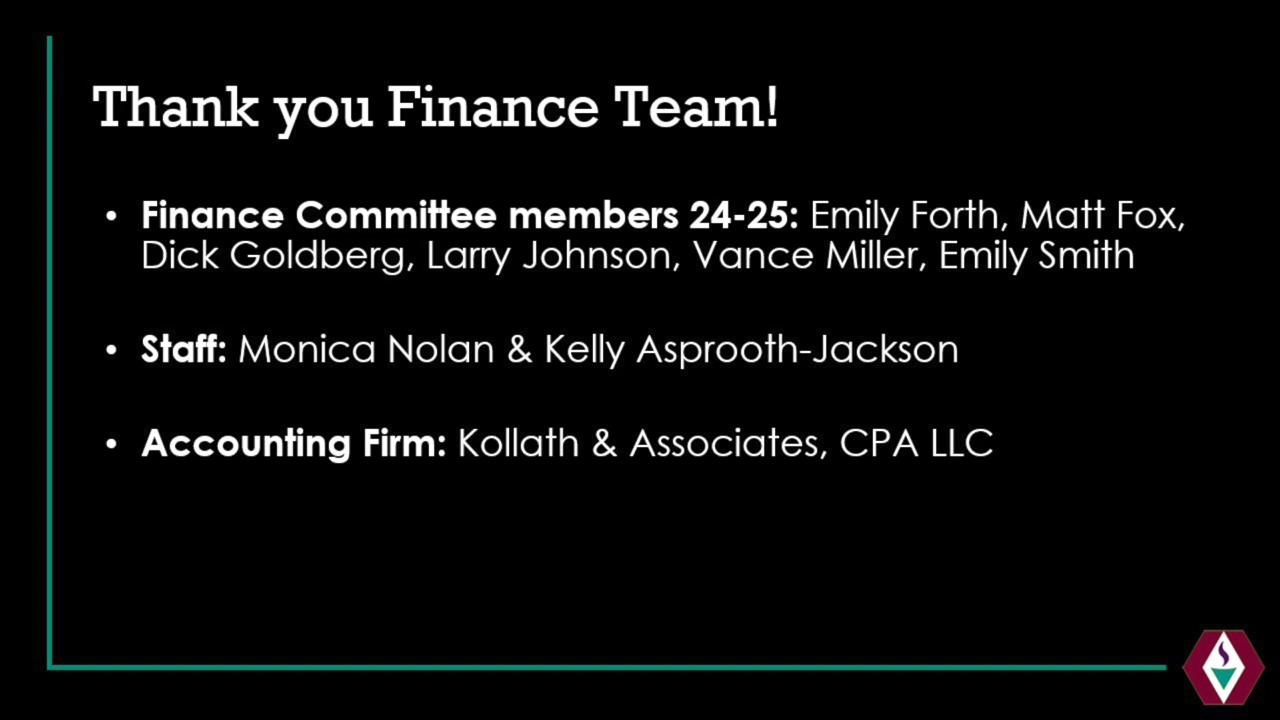 Thank you Finance Team!
• Finance Committee members 24-25: Emily Forth, Matt Fox,
Dick Goldberg, Larry Johnson, Vance Miller, Emily Smith
• Staff: Monica Nolan & Kelly Asprooth-Jackson
• Accounting Firm: Kollath & Associates, CPA LLC